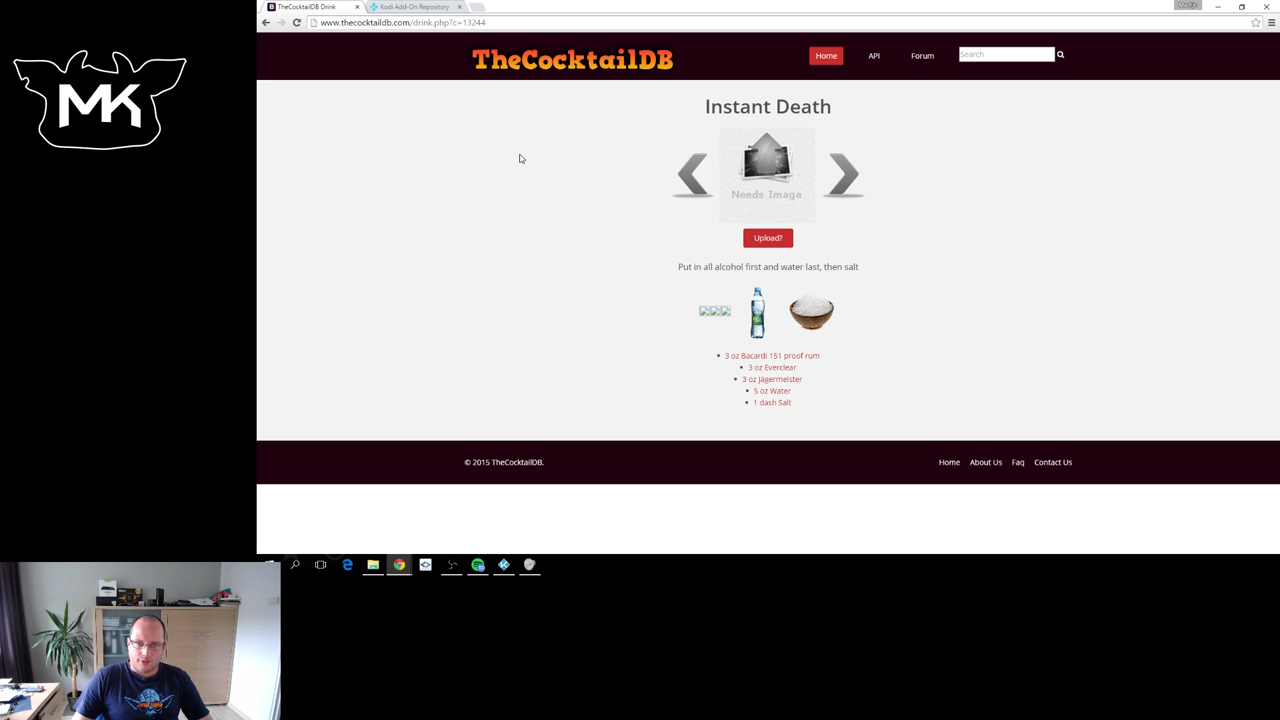 TheCocktailDB Drink
Kodi Add-On Repository
www.thecocktaildb.com/drink.php?c=13244
MK
TheCocktailDB
Home
API
Forum
Search
Instant Death
Needs Image
Upload?
Put in all alcohol first and water last, then salt
3 oz Bacardi 151 proof rum
3 oz Everclear
3 oz Jägermeister
5 oz Water
1 dash Salt
© 2015 TheCocktailDB.
Home
About Us
Faq
Contact Us